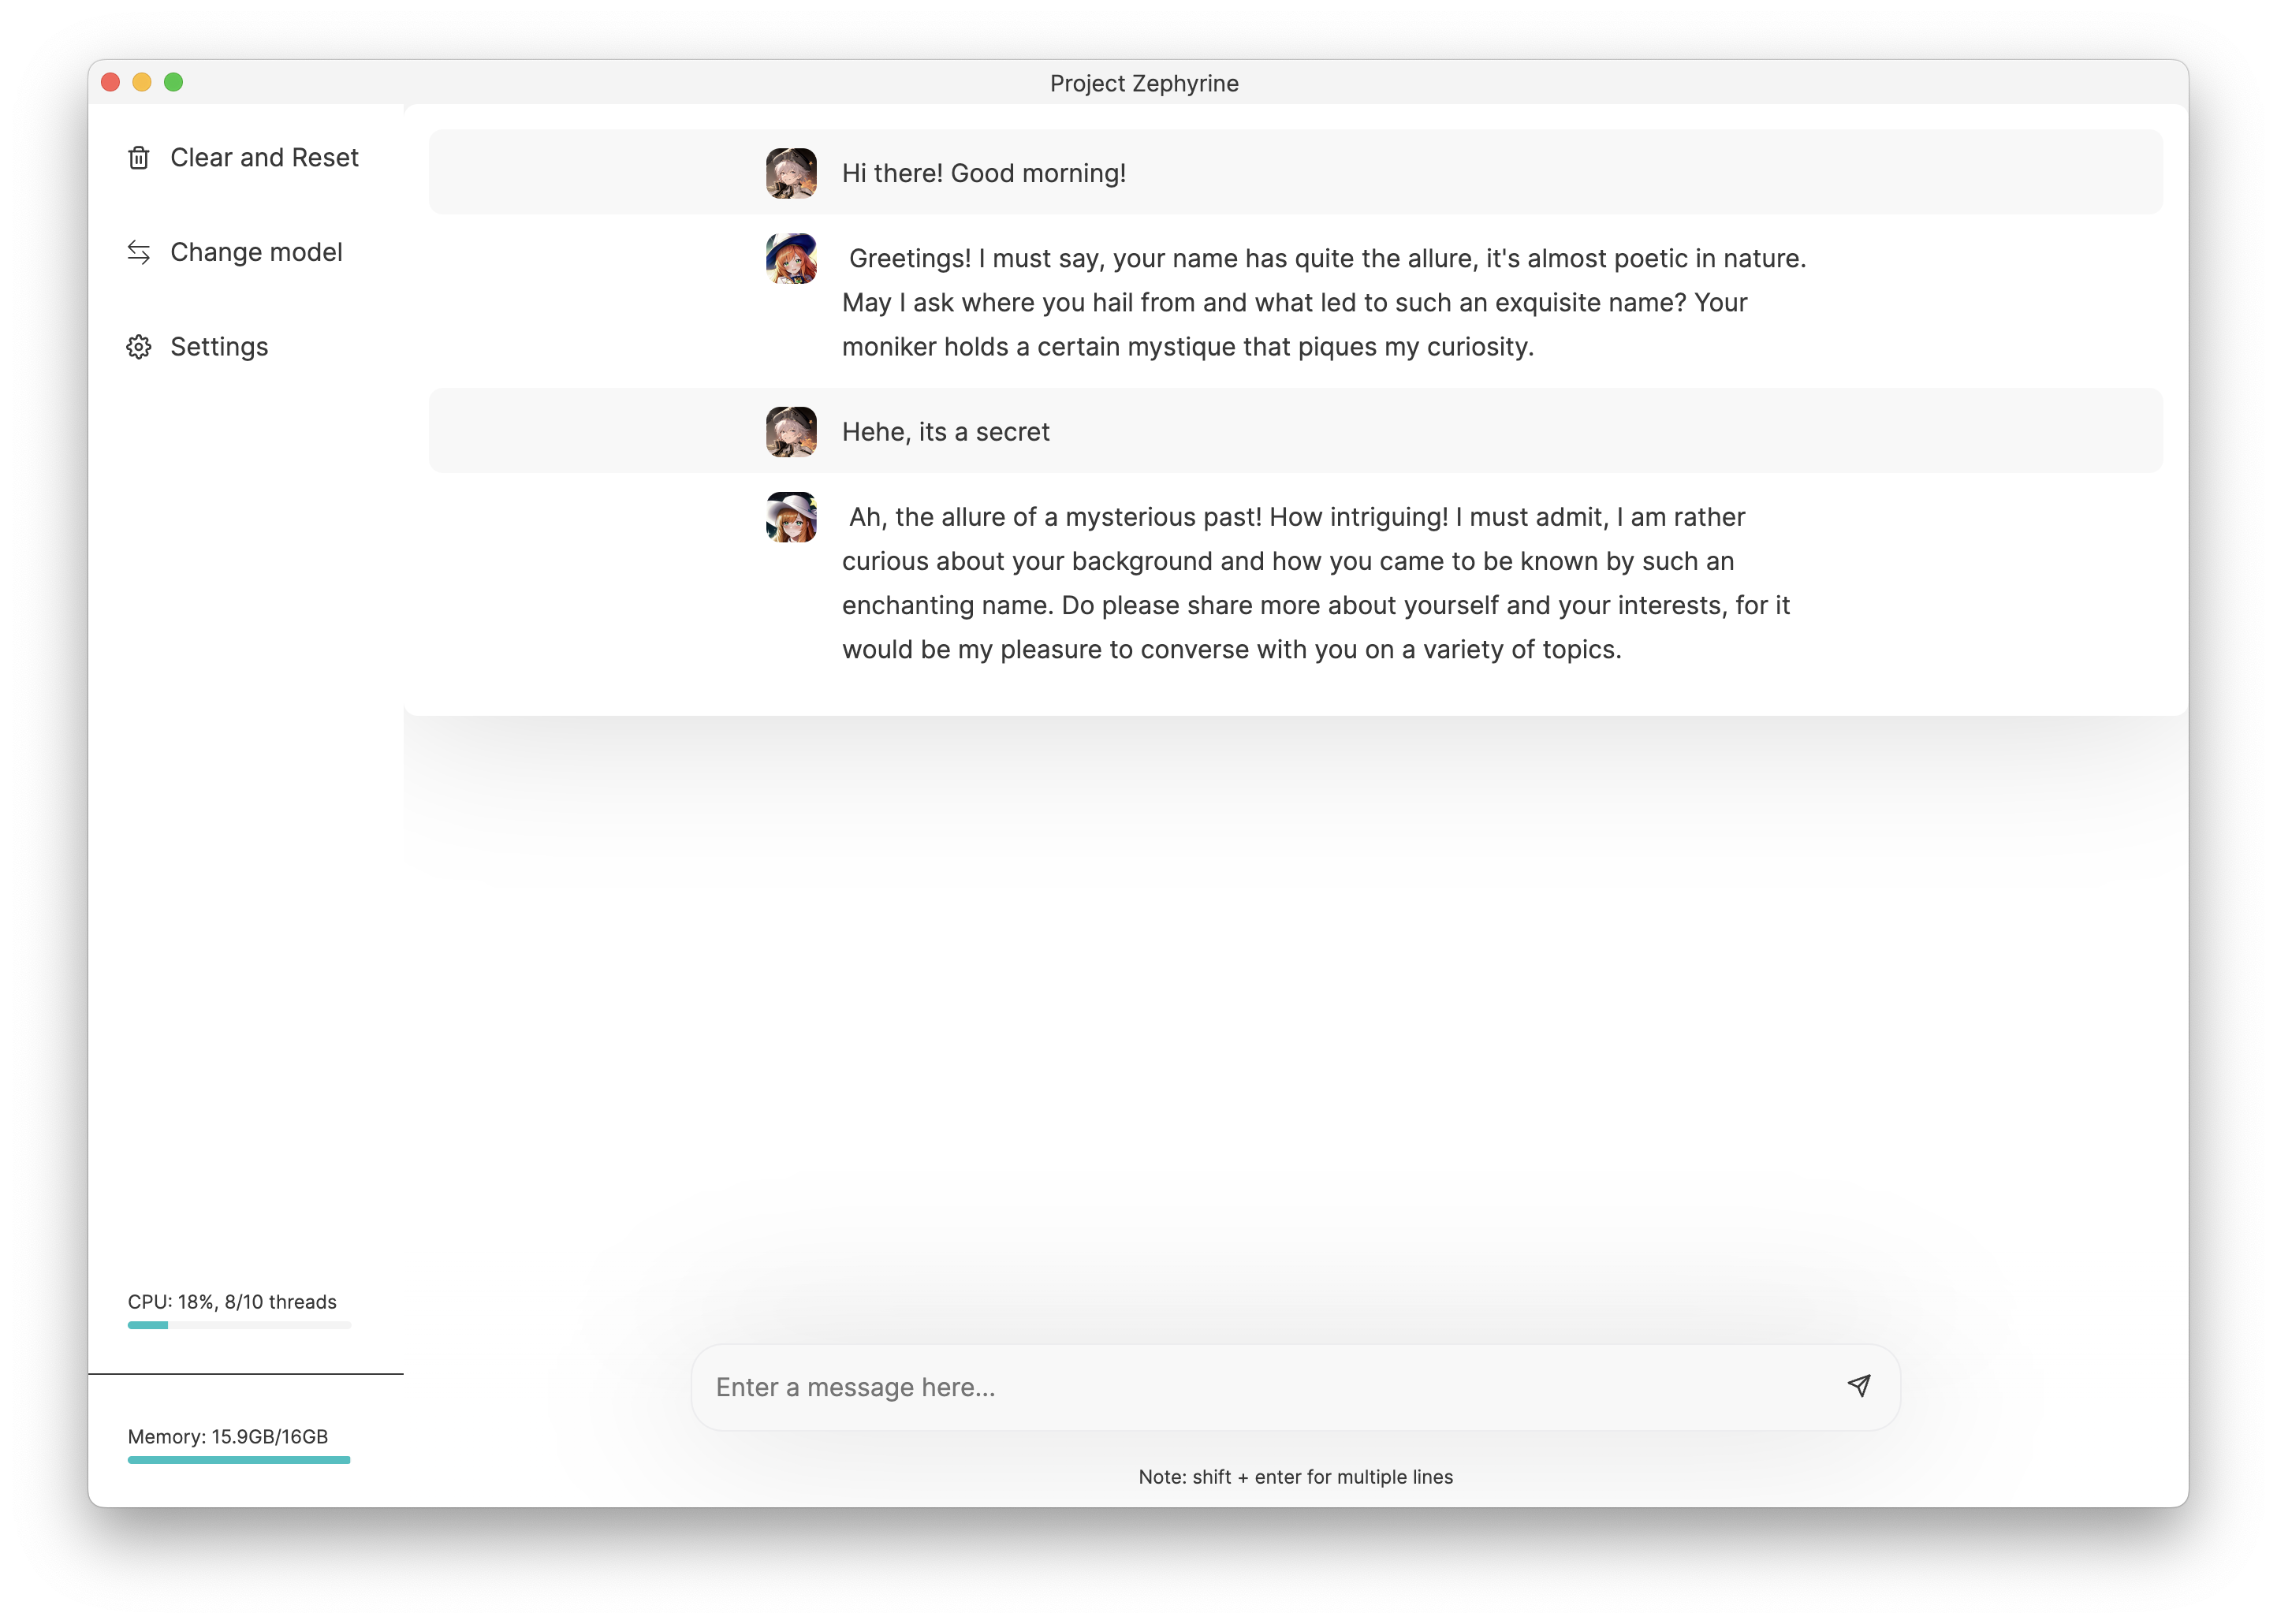 Project Zephyrine
Clear and Reset
Change model
Settings
Hi there! Good morning!
Greetings! I must say, your name has quite the allure, it's almost poetic in nature.
May I ask where you hail from and what led to such an exquisite name? Your
moniker holds a certain mystique that piques my curiosity.
Hehe, its a secret
Ah, the allure of a mysterious past! How intriguing! I must admit, I am rather
curious about your background and how you came to be known by such an
enchanting name. Do please share more about yourself and your interests, for it
would be my pleasure to converse with you on a variety of topics.
CPU: 18%, 8/10 threads
Memory: 15.9GB/16GB
Enter a message here...
Note: shift + enter for multiple lines